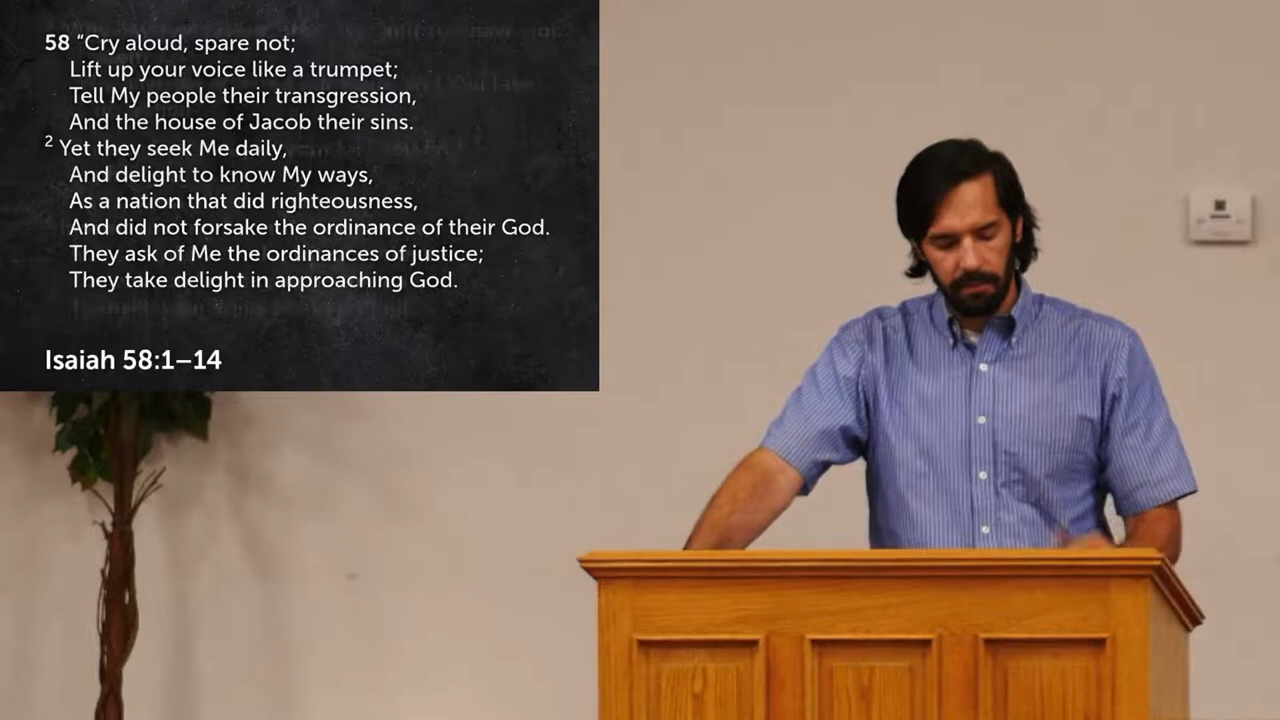 58 “Cry aloud, spare not;
Lift up your voice like a trumpet;
Tell My people their transgression,
And the house of Jacob their sins.
2 Yet they seek Me daily,
And delight to know My ways,
As a nation that did righteousness,
And did not forsake the ordinance of their God.
They ask of Me the ordinances of justice;
They take delight in approaching God.
Isaiah 58:1–14